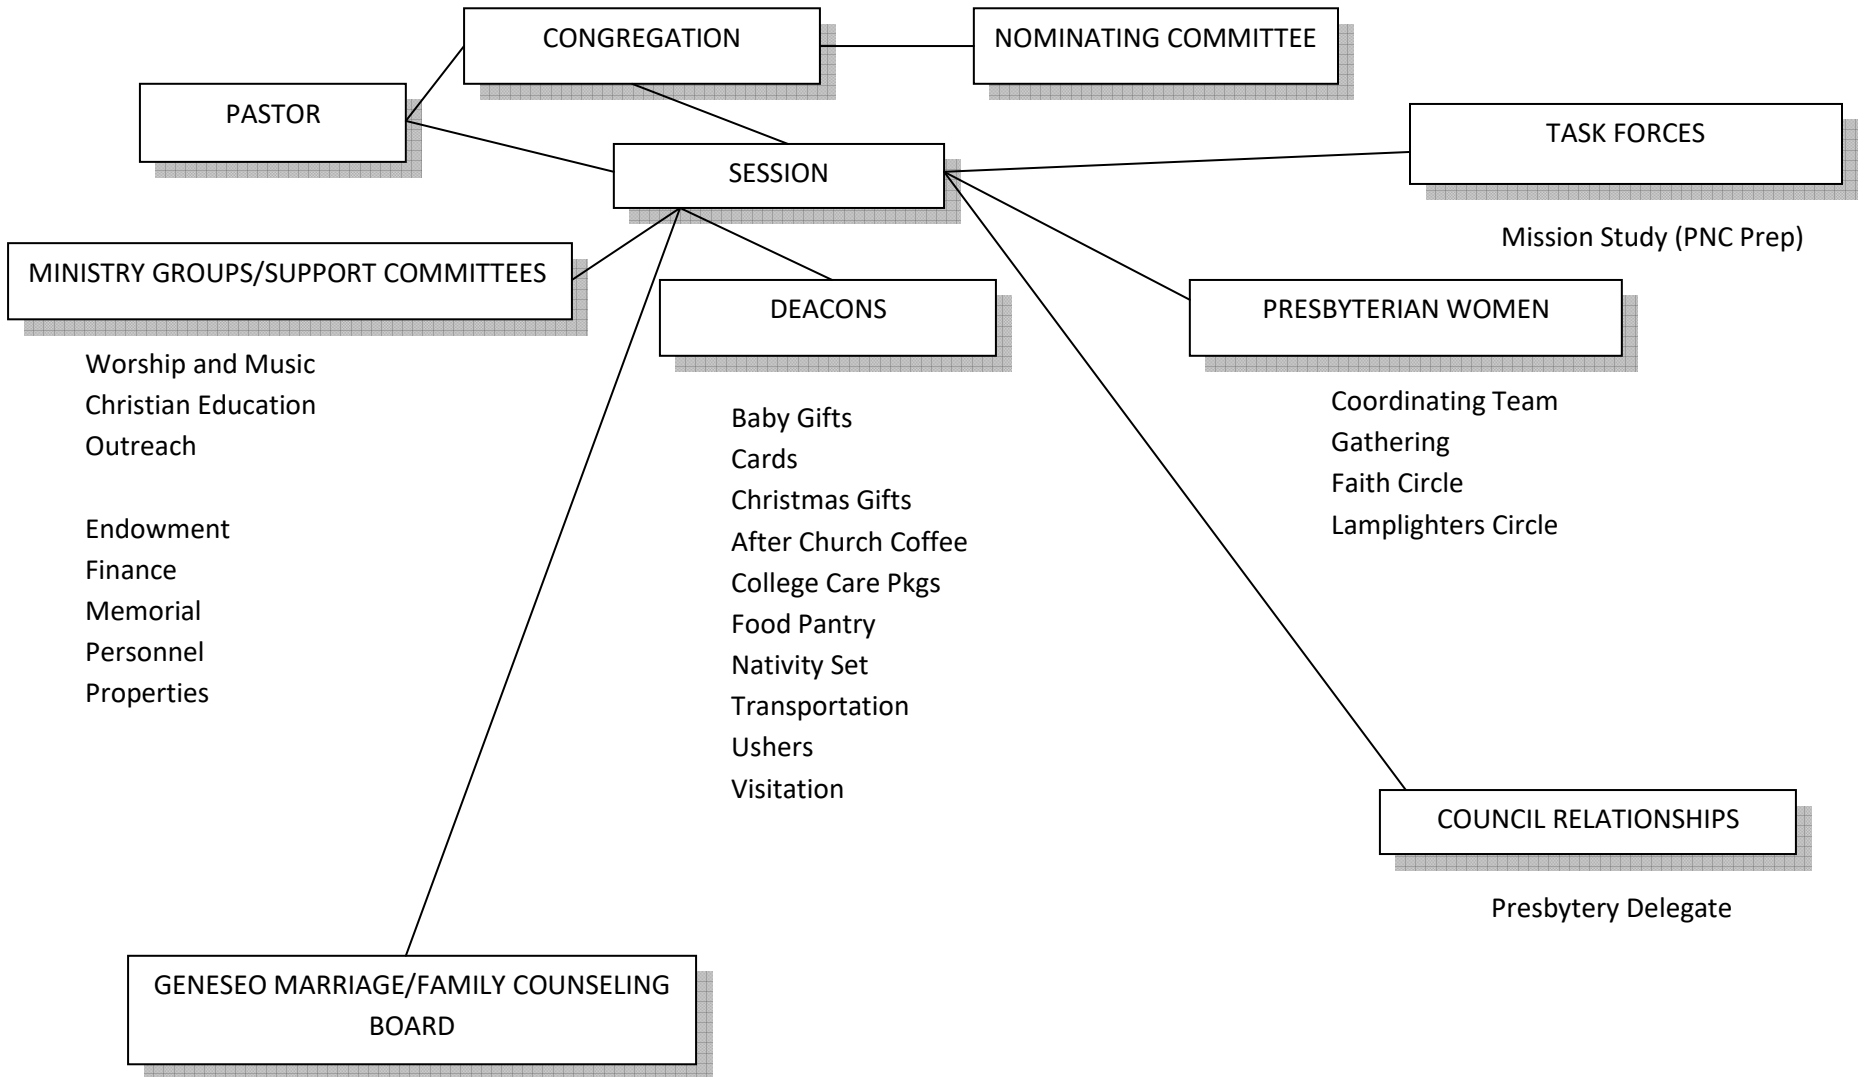 CONGREGATION
NOMINATING COMMITTEE
PASTOR
TASK FORCES
SESSION
Mission Study (PNC Prep)
MINISTRY GROUPS/SUPPORT COMMITTEES
Worship and Music
Christian Education
Outreach
Endowment
Finance
Memorial
Personnel
Properties
DEACONS
Baby Gifts
Cards
Christmas Gifts
After Church Coffee
College Care Pkgs
Food Pantry
Nativity Set
Transportation
Ushers
Visitation
PRESBYTERIAN WOMEN
Coordinating Team
Gathering
Faith Circle
Lamplighters Circle
COUNCIL RELATIONSHIPS
Presbytery Delegate
GENESEO MARRIAGE/FAMILY COUNSELING
BOARD